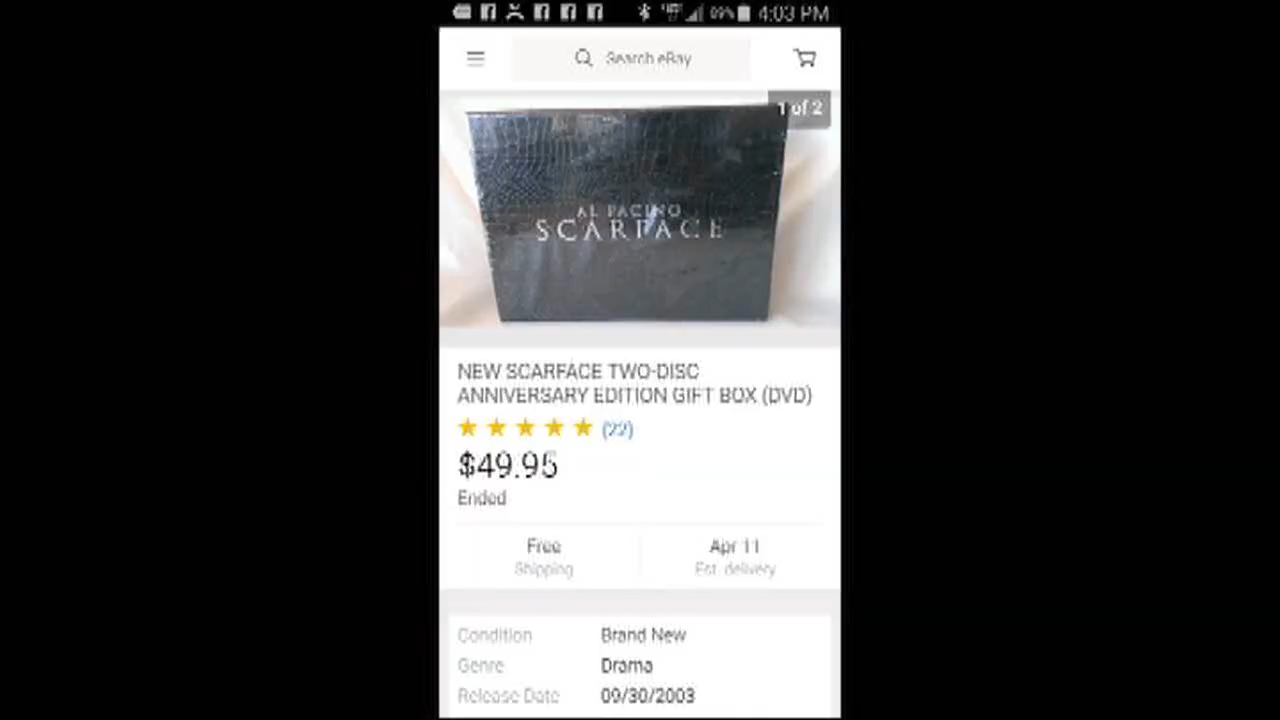 4:03 PM
Search eBay
1 of 2
AL PACINO
SCARFACE
NEW SCARFACE TWO-DISC
ANNIVERSARY EDITION GIFT BOX (DVD)
(22)
$49.95
Ended
Free
Shipping
Apr 11
Est. delivery
Condition Brand New
Genre Drama
Release Date 09/30/2003